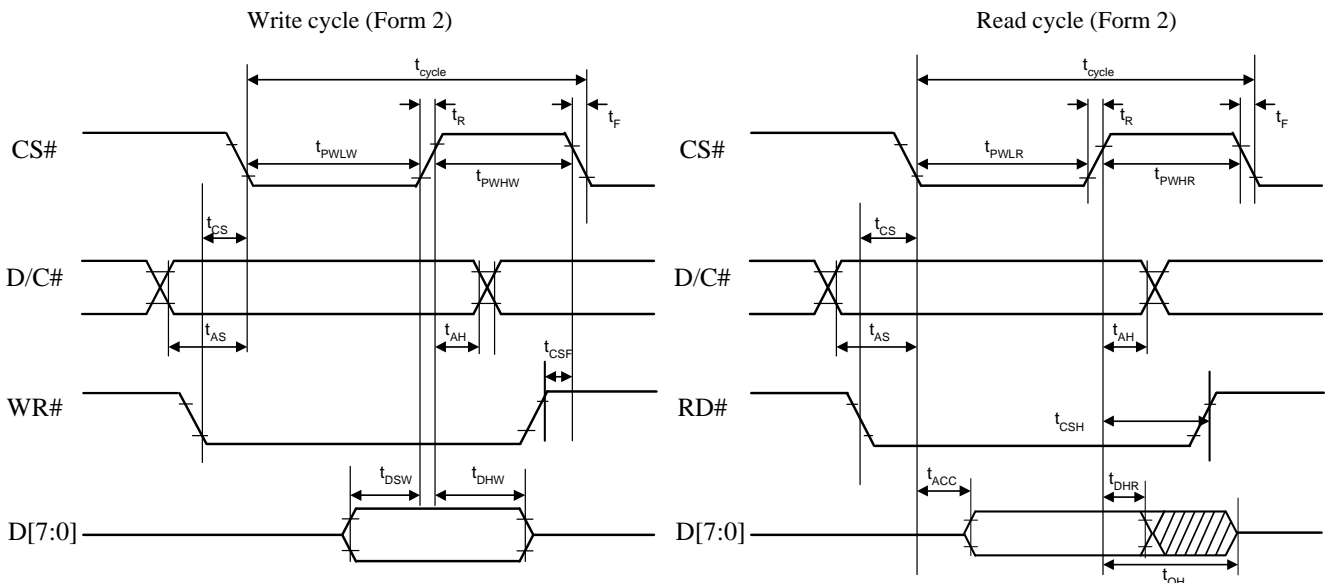 Write cycle (Form 2)
tcycle
tR
tF
CS#
tPWLW
tPWHW
tCS
D/C#
tAS
tAH
tCSF
WR#
tDSW
tDHW
D[7:0]
Read cycle (Form 2)
tcycle
tR
tF
CS#
tPWLR
tPWHR
tCS
D/C#
tAS
tAH
RD#
tCSH
tACC
tDHR
D[7:0]
tOH